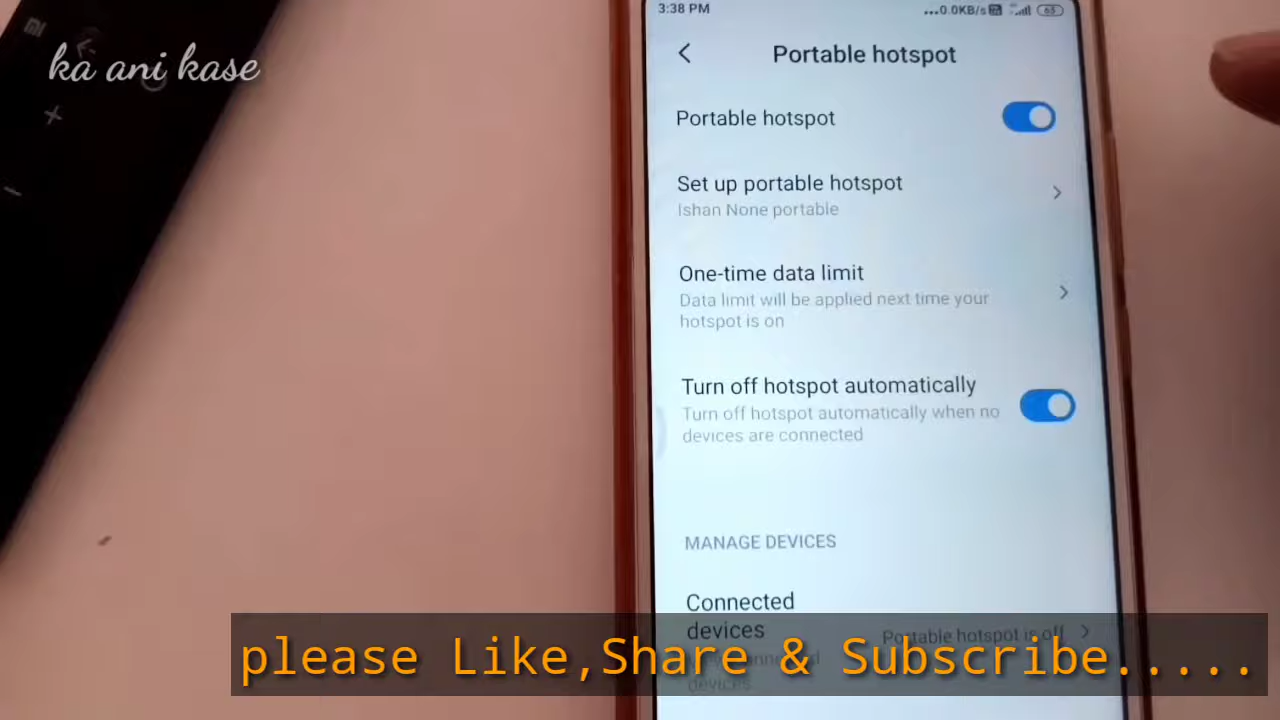 MI
ka ani kase
3:38 PM
...0.0KB/s
63
Portable hotspot
Portable hotspot
Set up portable hotspot
Ishan None portable
One-time data limit
Data limit will be applied next time your
hotspot is on
Turn off hotspot automatically
Turn off hotspot automatically when no
devices are connected
MANAGE DEVICES
Connected
devices
Portable hotspot is off
devices
please Like,Share & Subscribe.....